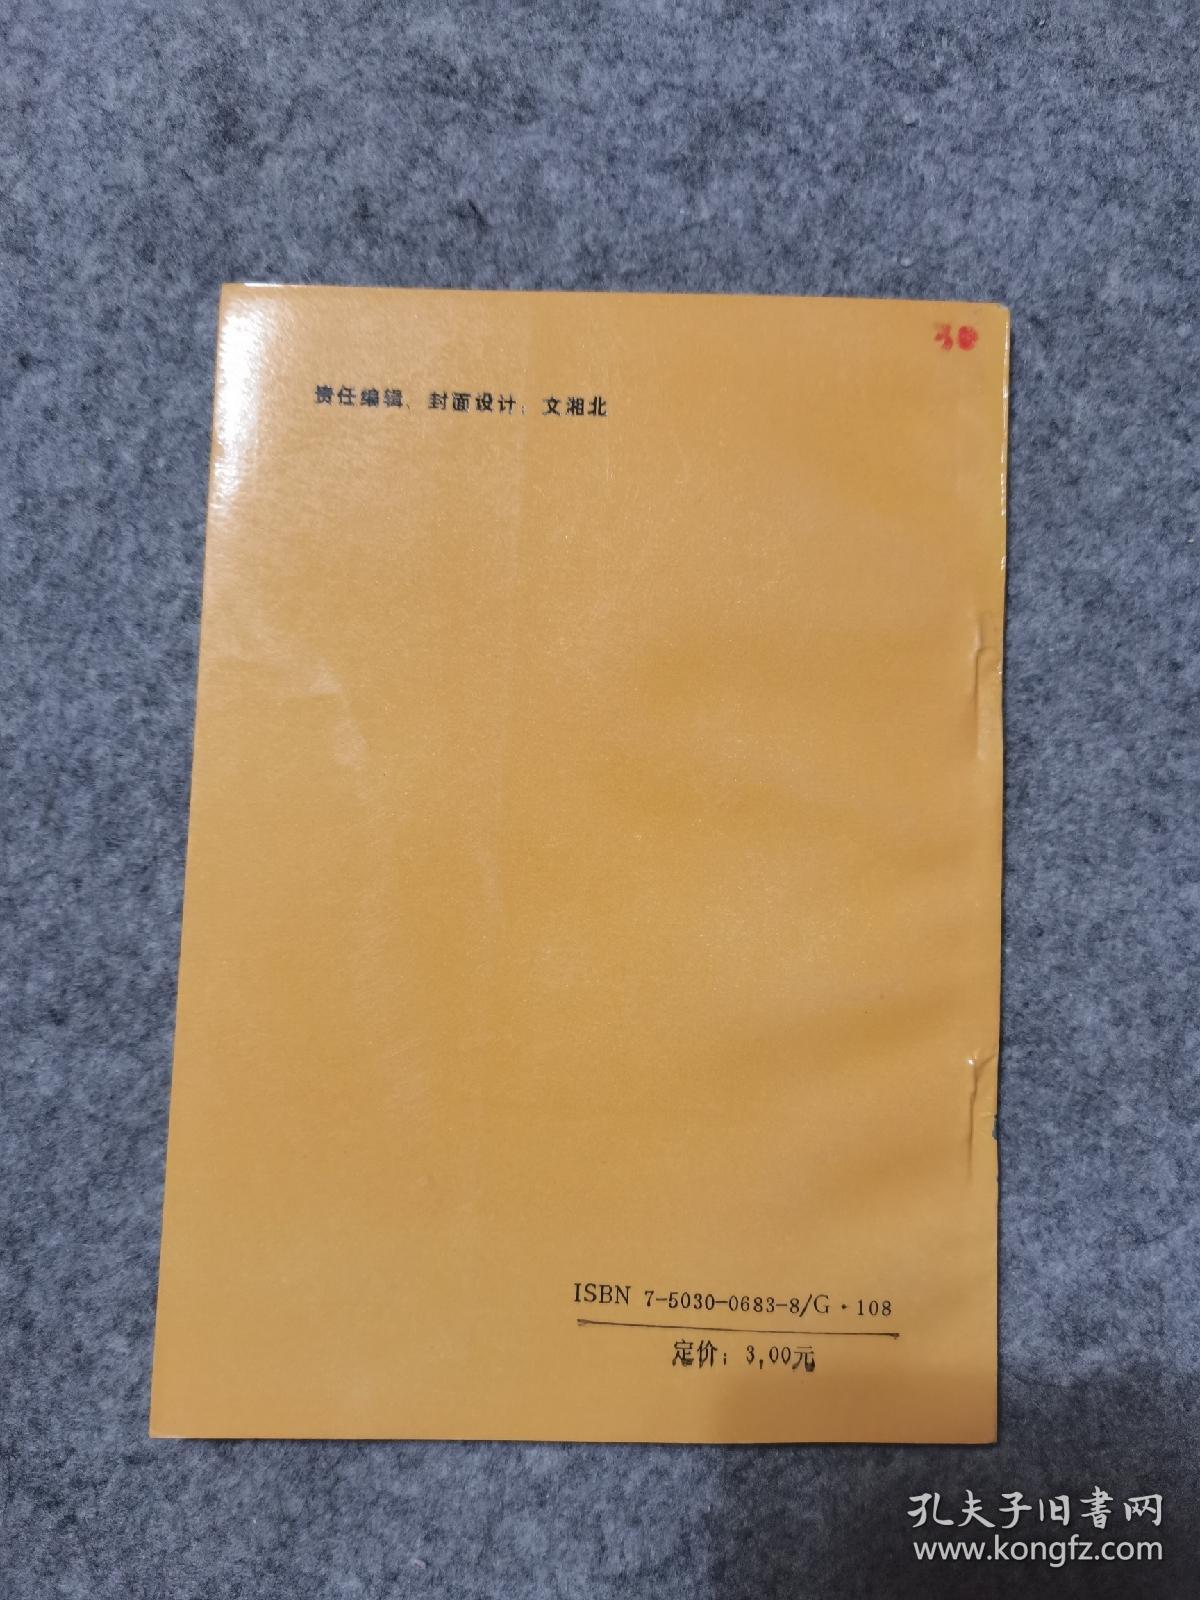 30
责任编辑、封面设计：文湘北
ISBN 7-5030-0683-8/G·108
定价：3.00元
孔夫子旧书网
www.kongfz.com